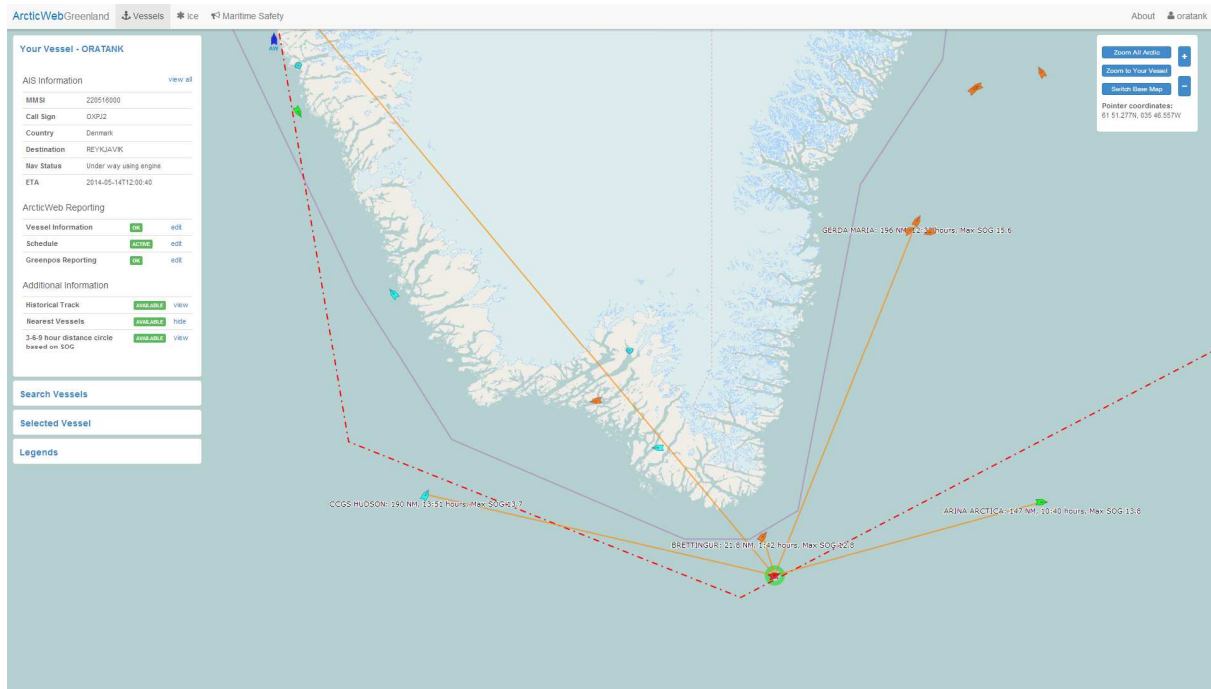 ArcticWebGreenland Vessels Ice Maritime Safety About oratank
Your Vessel - ORATANK
AIS Information view all
MMSI 220516000
Call Sign OXPJ2
Country Denmark
Destination REYKJAVIK
Nav Status Under way using engine
ETA 2014-05-14T12:00:40
ArcticWeb Reporting
Vessel Information OK edit
Schedule ACTIVE edit
Greenpos Reporting OK edit
Additional Information
Historical Track AVAILABLE view
Nearest Vessels AVAILABLE hide
3-6-9 hour distance circle AVAILABLE view
based on SOG
Search Vessels
Selected Vessel
Legends
AW
Zoom All Arctic +
Zoom to Your Vessel
Switch Base Map -
Pointer coordinates:
61 51.277N, 035 46.557W
GERDA MARIA: 196 NM, hours, Max SOG 15.6
CCGS HUDSON: 190 NM, 13:51 hours, Max SOG 13.7
ARINA ARCTICA: 147 NM, 10:40 hours, Max SOG 13.8
BRETTINGUR: 21.8 NM, 1:42 hours, Max SOG 12.8